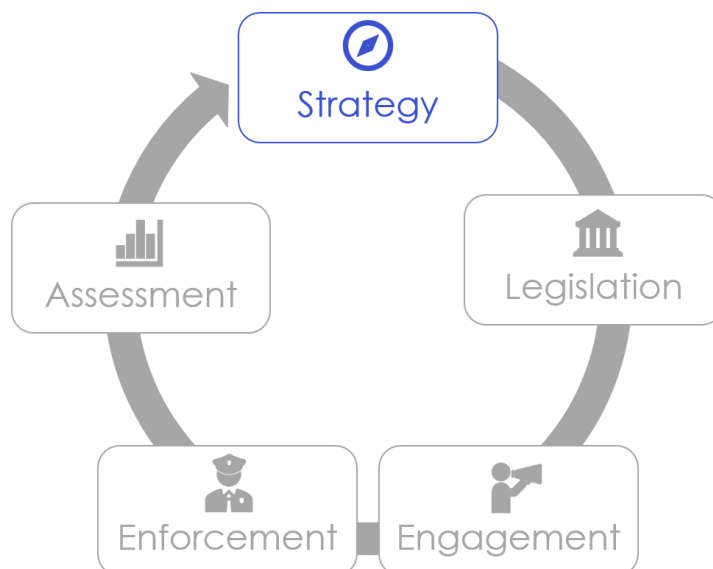 Strategy
Legislation
Assessment
Enforcement
Engagement